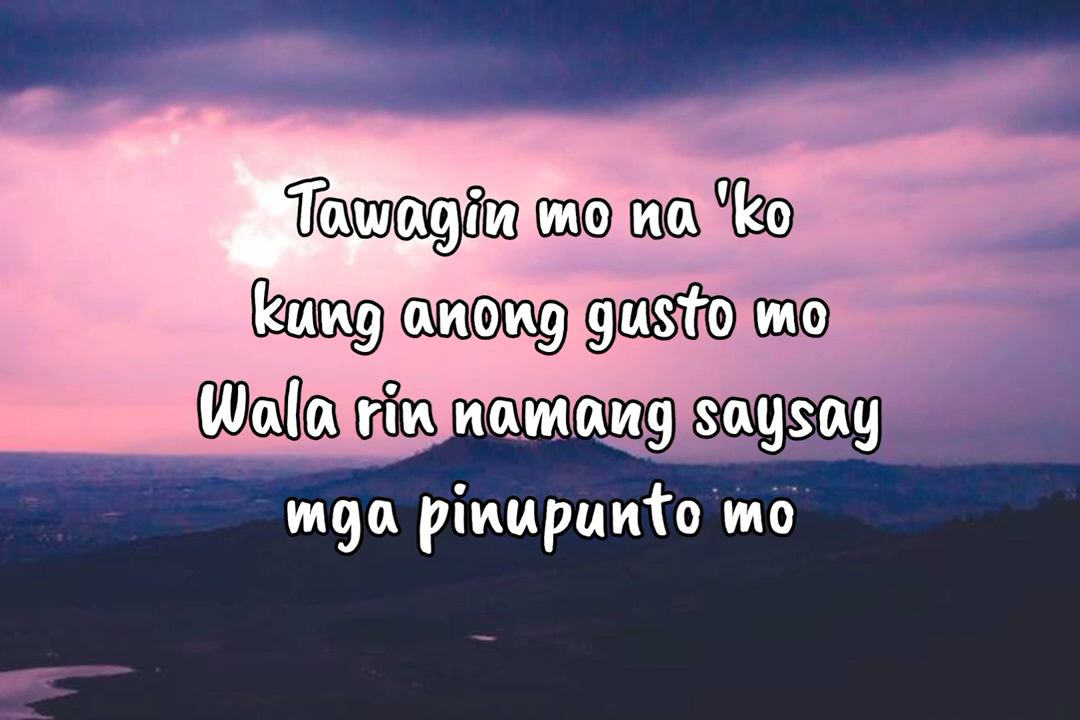 Tawagin mo na 'ko
kung anong gusto mo
Wala rin namang saysay
mga pinupunto mo